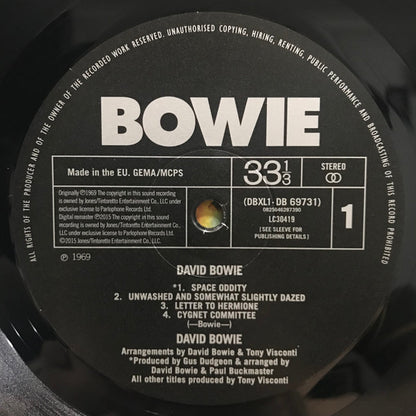 ALL RIGHTS OF THE PRODUCER AND OF THE OWNER OF THE RECORDED WORK RESERVED. UNAUTHORISED COPYING, HIRING, RENTING, PUBLIC PERFORMANCE AND BROADCASTING OF THIS RECORD PROHIBITED.
BOWIE
Made in the EU. GEMA/MCPS
33 1/3
STEREO
Originally ℗1969 The copyright in this sound recording
is owned by Jones/Tintoretto Entertainment Co., LLC under
exclusive license to Parlophone Records Ltd.
Digital remaster ℗2015 The copyright in this sound
recording is owned by Jones/Tintoretto Entertainment Co.,
LLC under exclusive licence to Parlophone Records Ltd.
©2015 Jones/Tintoretto Entertainment Co., LLC
(DBXL1 · DB 69731)
0825646287390
LC30419
[SEE SLEEVE FOR
PUBLISHING DETAILS]
1
℗ 1969
DAVID BOWIE
*1. SPACE ODDITY
2. UNWASHED AND SOMEWHAT SLIGHTLY DAZED
3. LETTER TO HERMIONE
4. CYGNET COMMITTEE
(—Bowie—)
DAVID BOWIE
Arrangements by David Bowie & Tony Visconti
*Produced by Gus Dudgeon & arranged by
David Bowie & Paul Buckmaster
All other titles produced by Tony Visconti